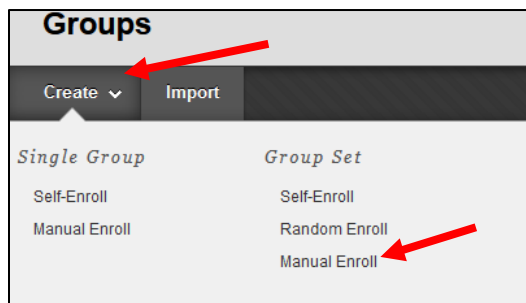 Groups
Create Import
Single Group Group Set
Self-Enroll Self-Enroll
Manual Enroll Random Enroll
Manual Enroll